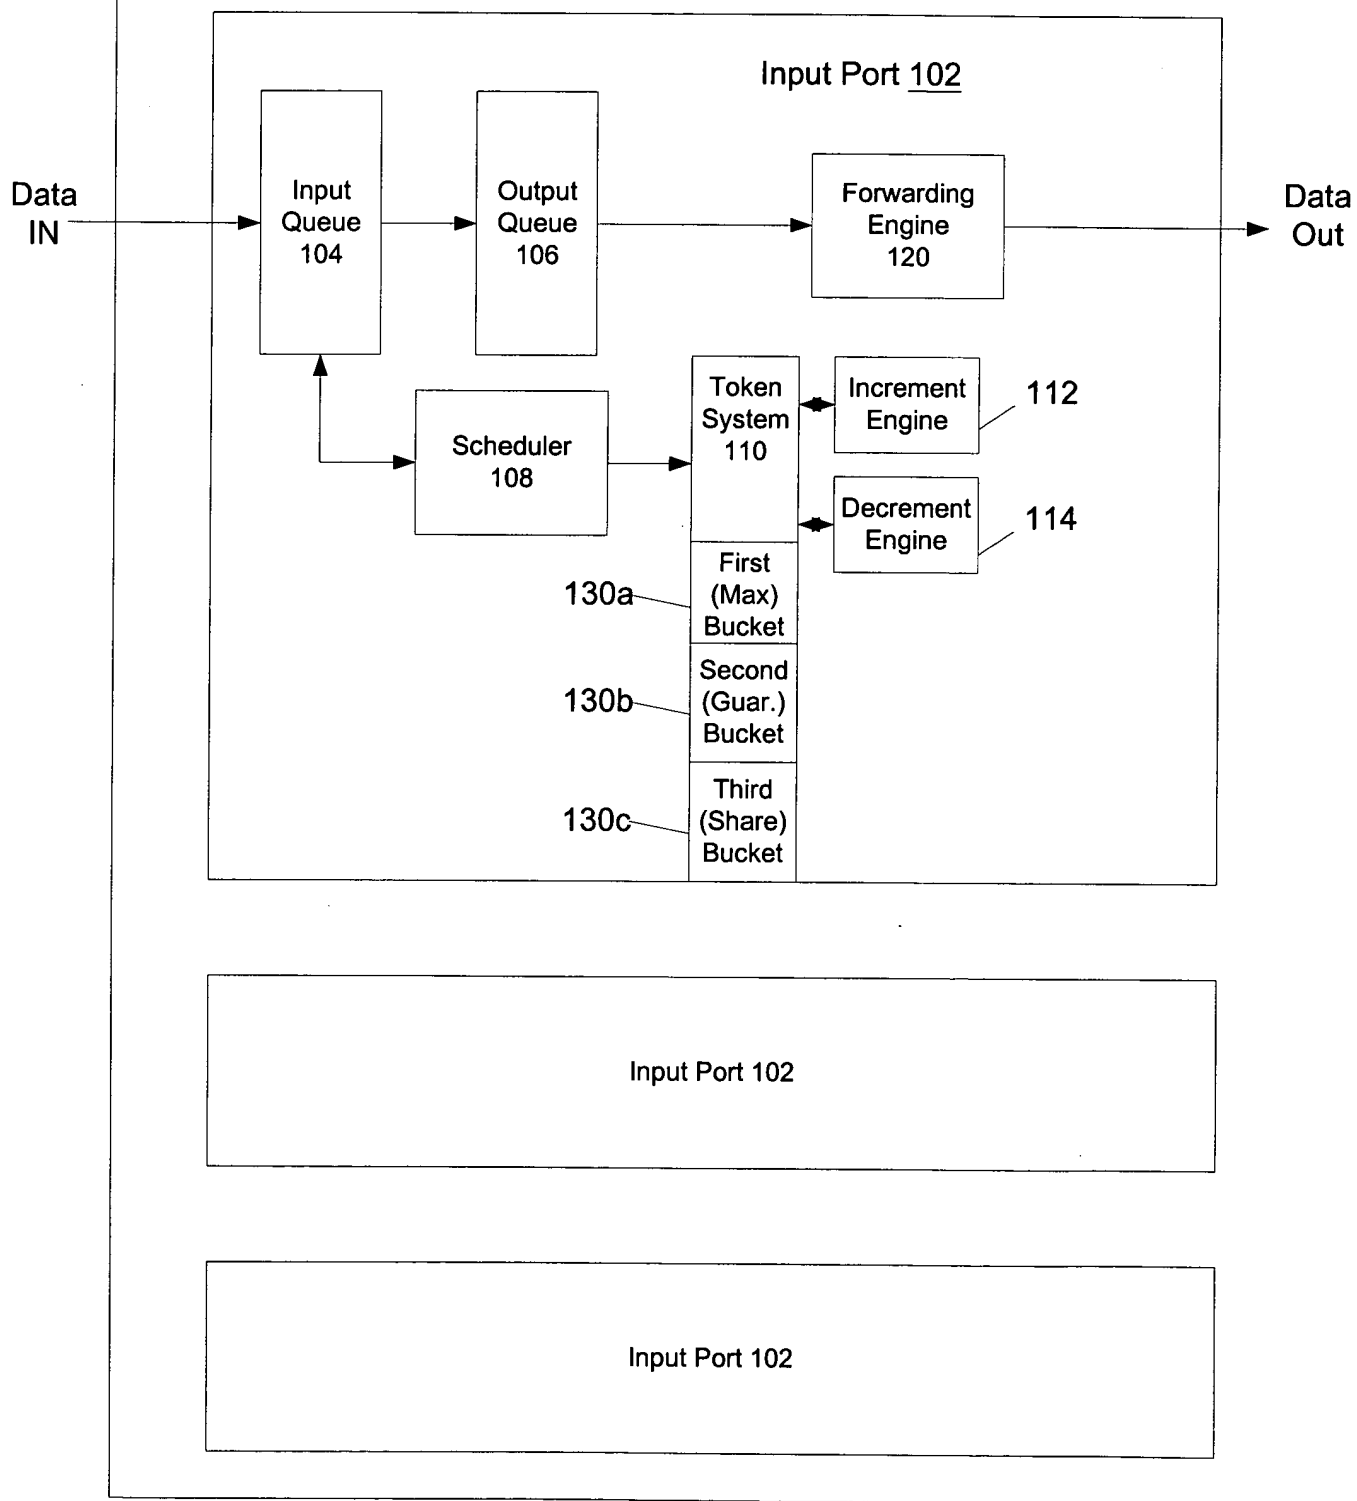 Input Port 102
Data
IN
Input
Queue
104
Output
Queue
106
Forwarding
Engine
120
Data
Out
Scheduler
108
Token
System
110
Increment
Engine
112
Decrement
Engine
114
First
(Max)
Bucket
130a
Second
(Guar.)
Bucket
130b
Third
(Share)
Bucket
130c
Input Port 102
Input Port 102